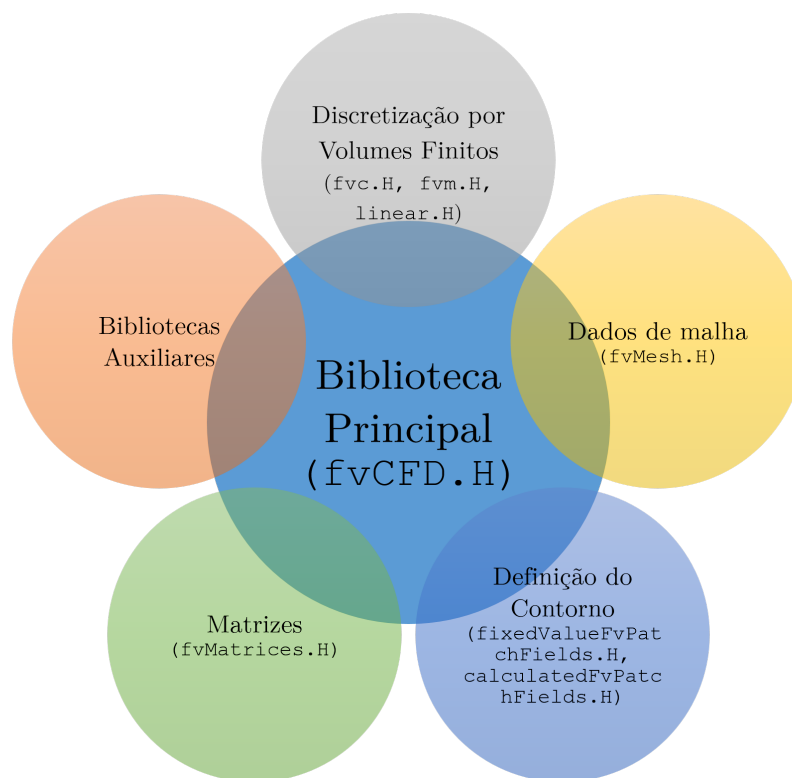 Discretização por
Volumes Finitos
(fvc.H, fvm.H,
linear.H)
Bibliotecas
Auxiliares
Dados de malha
(fvMesh.H)
Biblioteca
Principal
(fvCFD.H)
Matrizes
(fvMatrices.H)
Definição do
Contorno
(fixedValueFvPat
chFields.H,
calculatedFvPatc
hFields.H)